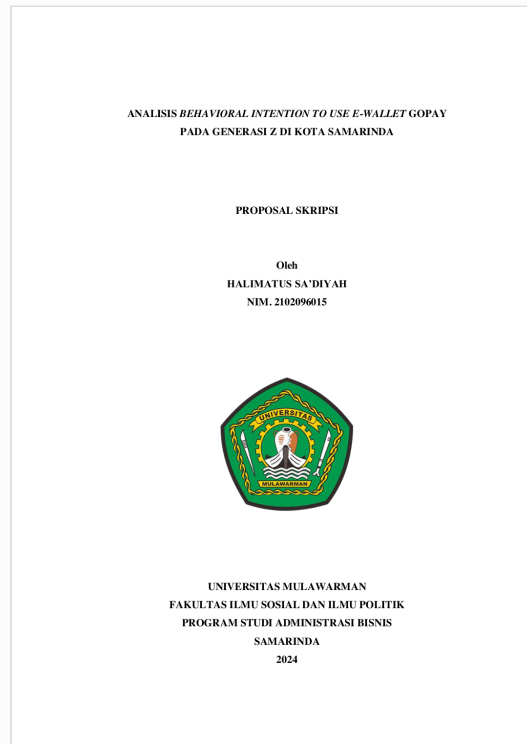 ANALISIS BEHAVIORAL INTENTION TO USE E-WALLET GOPAY
PADA GENERASI Z DI KOTA SAMARINDA
PROPOSAL SKRIPSI
Oleh
HALIMATUS SA’DIYAH
NIM. 2102096015
UNIVERSITAS
MULAWARMAN
UNIVERSITAS MULAWARMAN
FAKULTAS ILMU SOSIAL DAN ILMU POLITIK
PROGRAM STUDI ADMINISTRASI BISNIS
SAMARINDA
2024